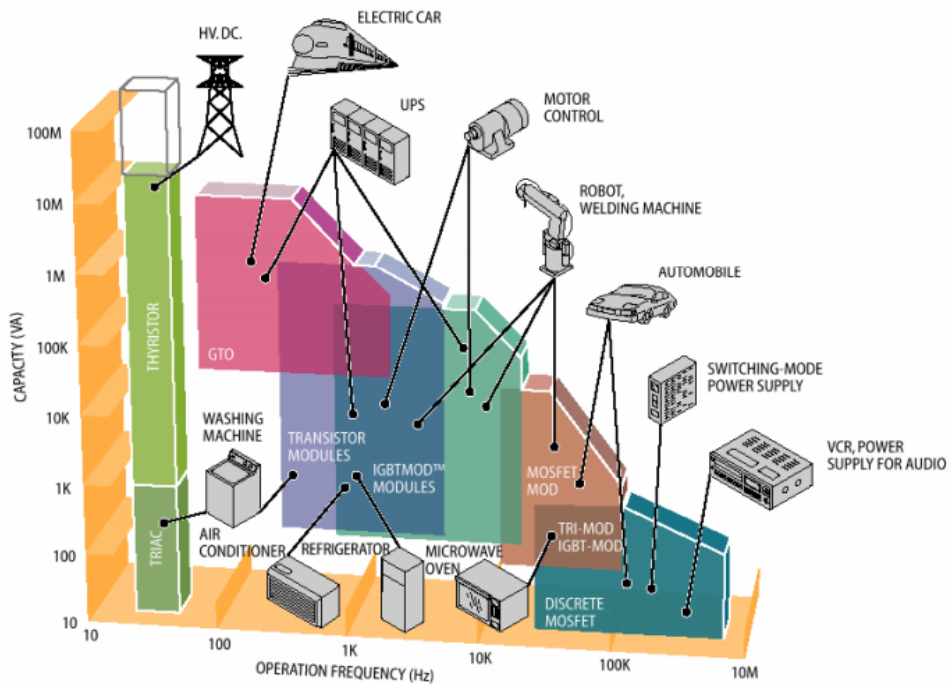 ELECTRIC CAR
HV. DC.
UPS
MOTOR
CONTROL
ROBOT,
WELDING MACHINE
AUTOMOBILE
SWITCHING-MODE
POWER SUPPLY
VCR, POWER
SUPPLY FOR AUDIO
CAPACITY (VA)
100M
10M
1M
100K
10K
1K
100
10
THYRISTOR
TRIAC
GTO
WASHING
MACHINE
TRANSISTOR
MODULES
IGBTMOD™
MODULES
MOSFET
MOD
TRI-MOD
IGBT-MOD
DISCRETE
MOSFET
AIR
CONDITIONER
REFRIGERATOR
MICROWAVE
OVEN
10
100
1K
10K
100K
10M
OPERATION FREQUENCY (Hz)